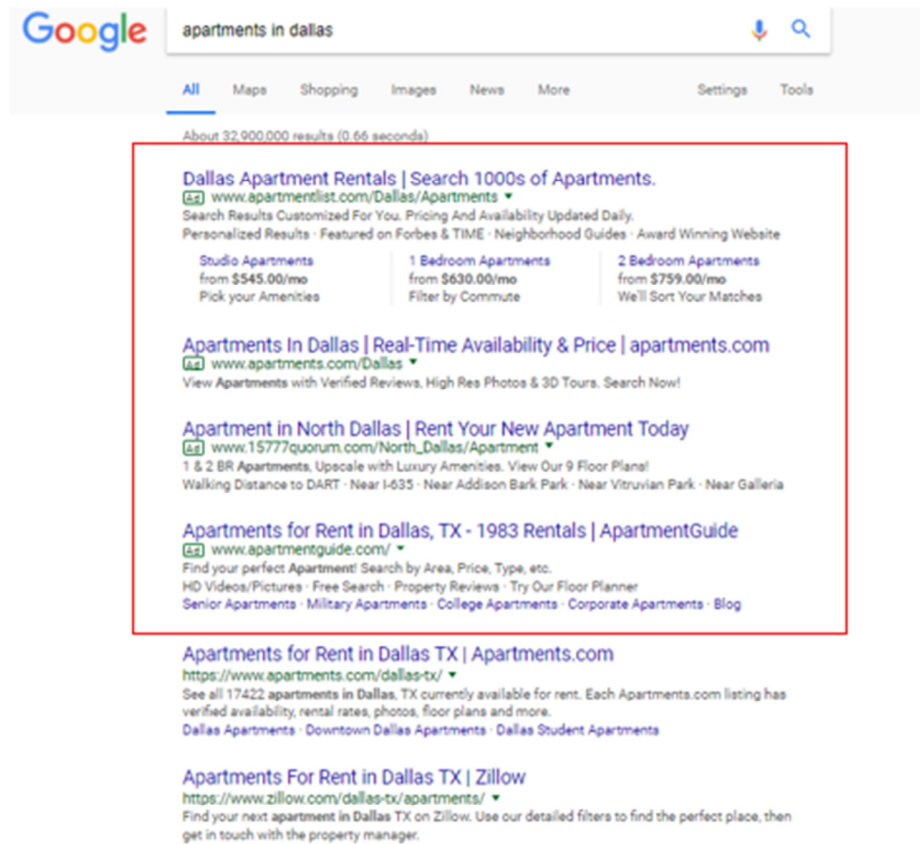 Google
apartments in dallas
All Maps Shopping Images News More Settings Tools
About 32,900,000 results (0.66 seconds)
Dallas Apartment Rentals | Search 1000s of Apartments.
Ad www.apartmentlist.com/Dallas/Apartments
Search Results Customized For You. Pricing And Availability Updated Daily.
Personalized Results · Featured on Forbes & TIME · Neighborhood Guides · Award Winning Website
Studio Apartments 1 Bedroom Apartments 2 Bedroom Apartments
from $545.00/mo from $630.00/mo from $759.00/mo
Pick your Amenities Filter by Commute We'll Sort Your Matches
Apartments In Dallas | Real-Time Availability & Price | apartments.com
Ad www.apartments.com/Dallas
View Apartments with Verified Reviews, High Res Photos & 3D Tours. Search Now!
Apartment in North Dallas | Rent Your New Apartment Today
Ad www.15777quorum.com/North_Dallas/Apartment
1 & 2 BR Apartments, Upscale with Luxury Amenities. View Our 9 Floor Plans!
Walking Distance to DART · Near I-635 · Near Addison Bark Park · Near Vitruvian Park · Near Galleria
Apartments for Rent in Dallas, TX - 1983 Rentals | ApartmentGuide
Ad www.apartmentguide.com/
Find your perfect Apartment! Search by Area, Price, Type, etc.
HD Videos/Pictures · Free Search · Property Reviews · Try Our Floor Planner
Senior Apartments · Military Apartments · College Apartments · Corporate Apartments · Blog
Apartments for Rent in Dallas TX | Apartments.com
https://www.apartments.com/dallas-tx/
See all 17422 apartments in Dallas, TX currently available for rent. Each Apartments.com listing has
verified availability, rental rates, photos, floor plans and more.
Dallas Apartments · Downtown Dallas Apartments · Dallas Student Apartments
Apartments For Rent in Dallas TX | Zillow
https://www.zillow.com/dallas-tx/apartments/
Find your next apartment in Dallas TX on Zillow. Use our detailed filters to find the perfect place, then
get in touch with the property manager.